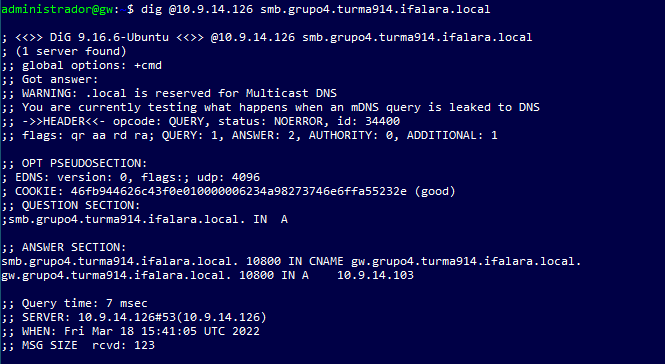 administrador@gw: $ dig @10.9.14.126 smb.grupo4.turma914.ifalara.local
; <<>> DiG 9.16.6-Ubuntu <<>> @10.9.14.126 smb.grupo4.turma914.ifalara.local
; (1 server found)
;; global options: +cmd
;; Got answer:
;; WARNING: .local is reserved for Multicast DNS
;; You are currently testing what happens when an mDNS query is leaked to DNS
;; ->>HEADER<<- opcode: QUERY, status: NOERROR, id: 34400
;; flags: qr aa rd ra; QUERY: 1, ANSWER: 2, AUTHORITY: 0, ADDITIONAL: 1
;; OPT PSEUDOSECTION:
; EDNS: version: 0, flags:; udp: 4096
; COOKIE: 46fb944626c43f0e010000006234a98273746e6ffa55232e (good)
;; QUESTION SECTION:
;smb.grupo4.turma914.ifalara.local. IN  A
;; ANSWER SECTION:
smb.grupo4.turma914.ifalara.local. 10800 IN CNAME gw.grupo4.turma914.ifalara.local.
gw.grupo4.turma914.ifalara.local. 10800 IN A    10.9.14.103
;; Query time: 7 msec
;; SERVER: 10.9.14.126#53(10.9.14.126)
;; WHEN: Fri Mar 18 15:41:05 UTC 2022
;; MSG SIZE  rcvd: 123